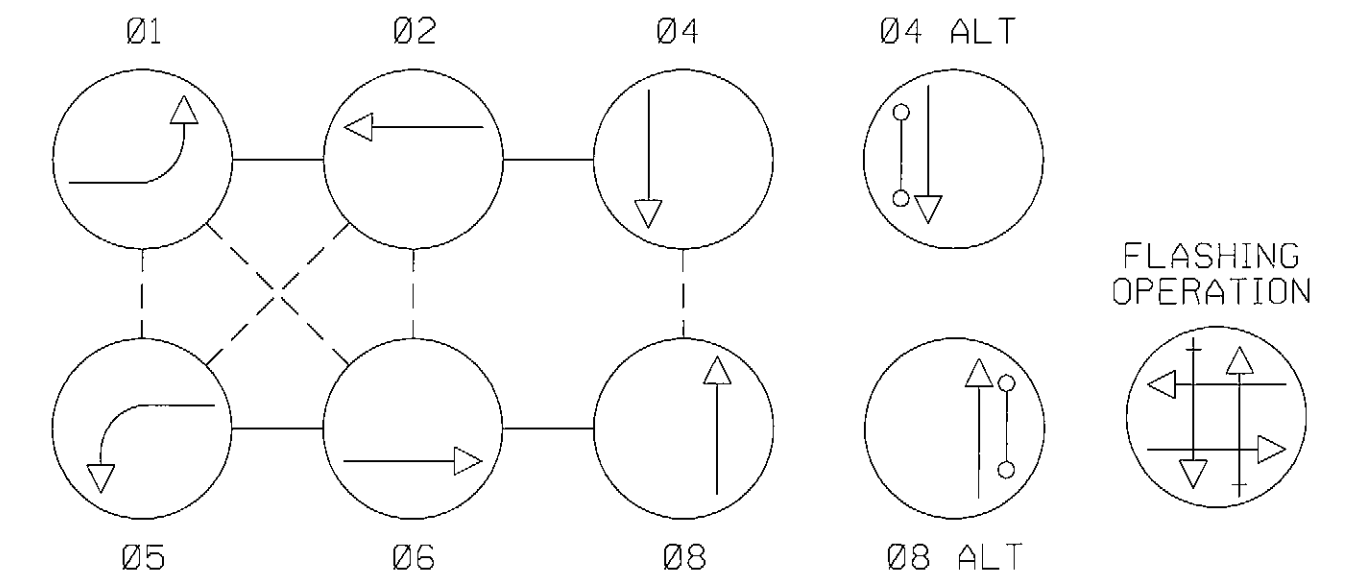 Ø1
Ø2
Ø4
Ø4 ALT
FLASHING
OPERATION
Ø5
Ø6
Ø8
Ø8 ALT